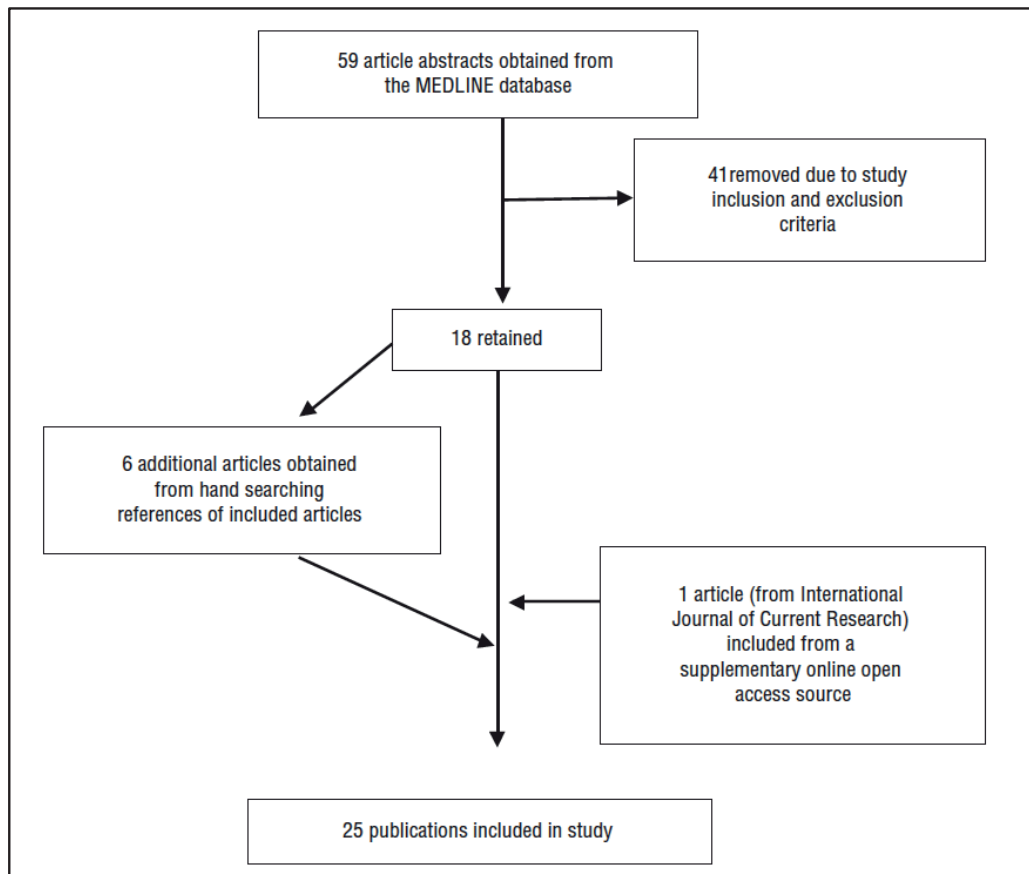 59 article abstracts obtained from
the MEDLINE database
41removed due to study
inclusion and exclusion
criteria
18 retained
6 additional articles obtained
from hand searching
references of included articles
1 article (from International
Journal of Current Research)
included from a
supplementary online open
access source
25 publications included in study